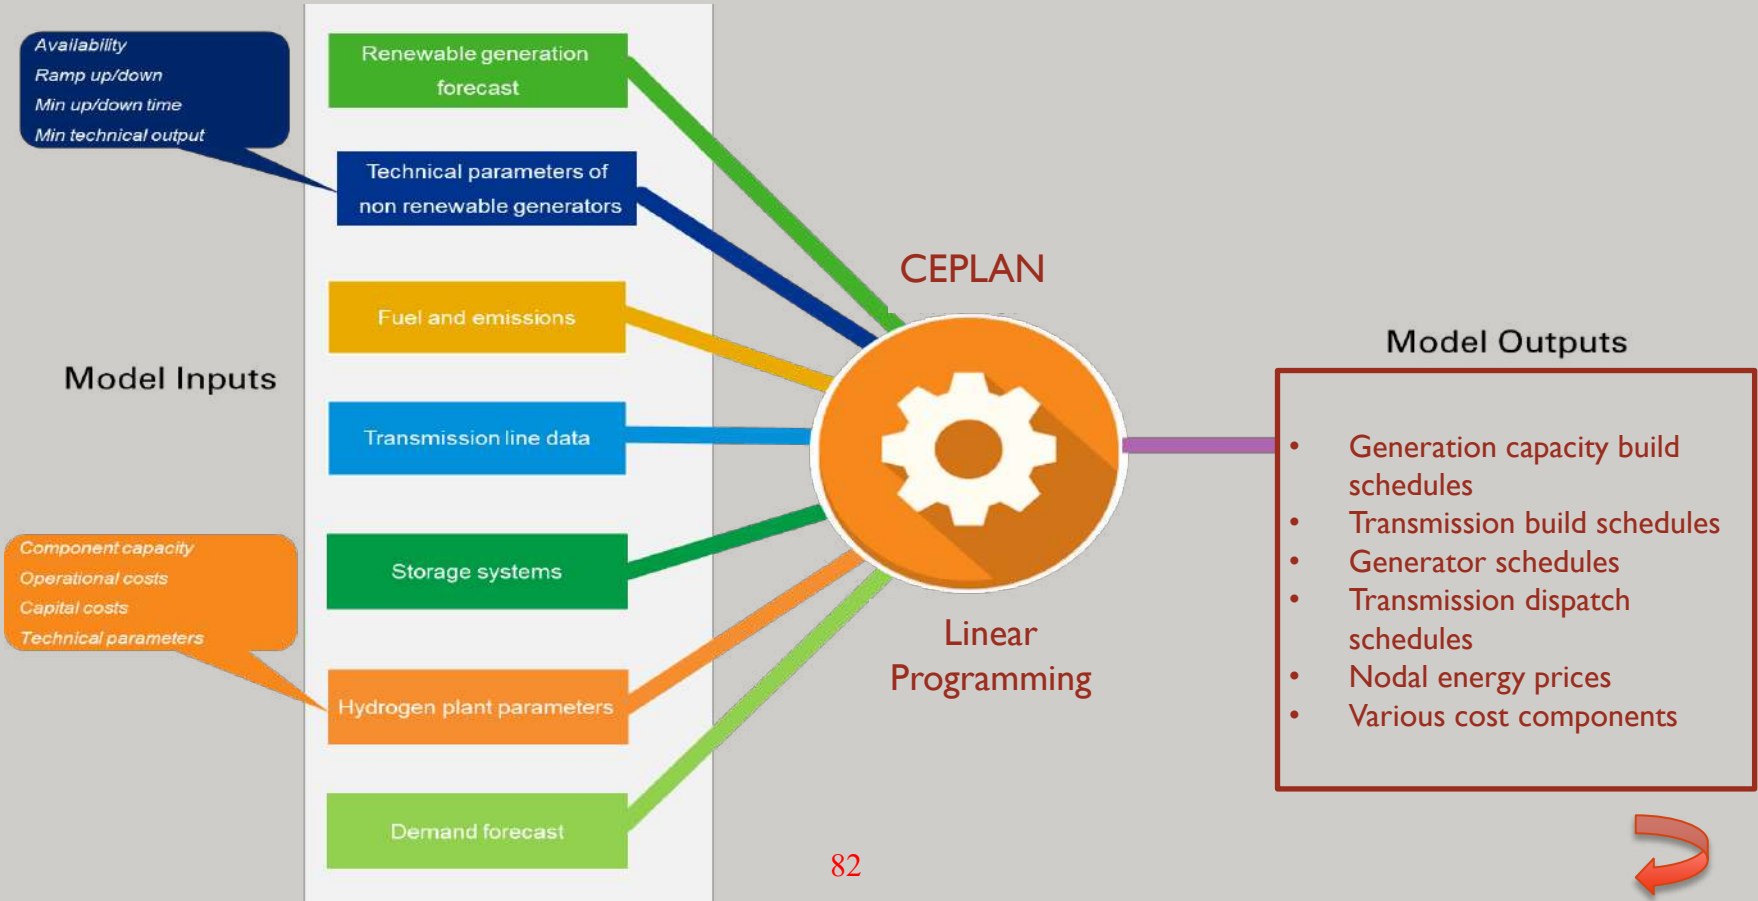 Availability
Ramp up/down
Min up/down time
Min technical output
Renewable generation
forecast
Technical parameters of
non renewable generators
Fuel and emissions
Model Inputs
Transmission line data
Component capacity
Operational costs
Capital costs
Technical parameters
Storage systems
Hydrogen plant parameters
Demand forecast
CEPLAN
Linear
Programming
Model Outputs
• Generation capacity build
schedules
• Transmission build schedules
• Generator schedules
• Transmission dispatch
schedules
• Nodal energy prices
• Various cost components
82